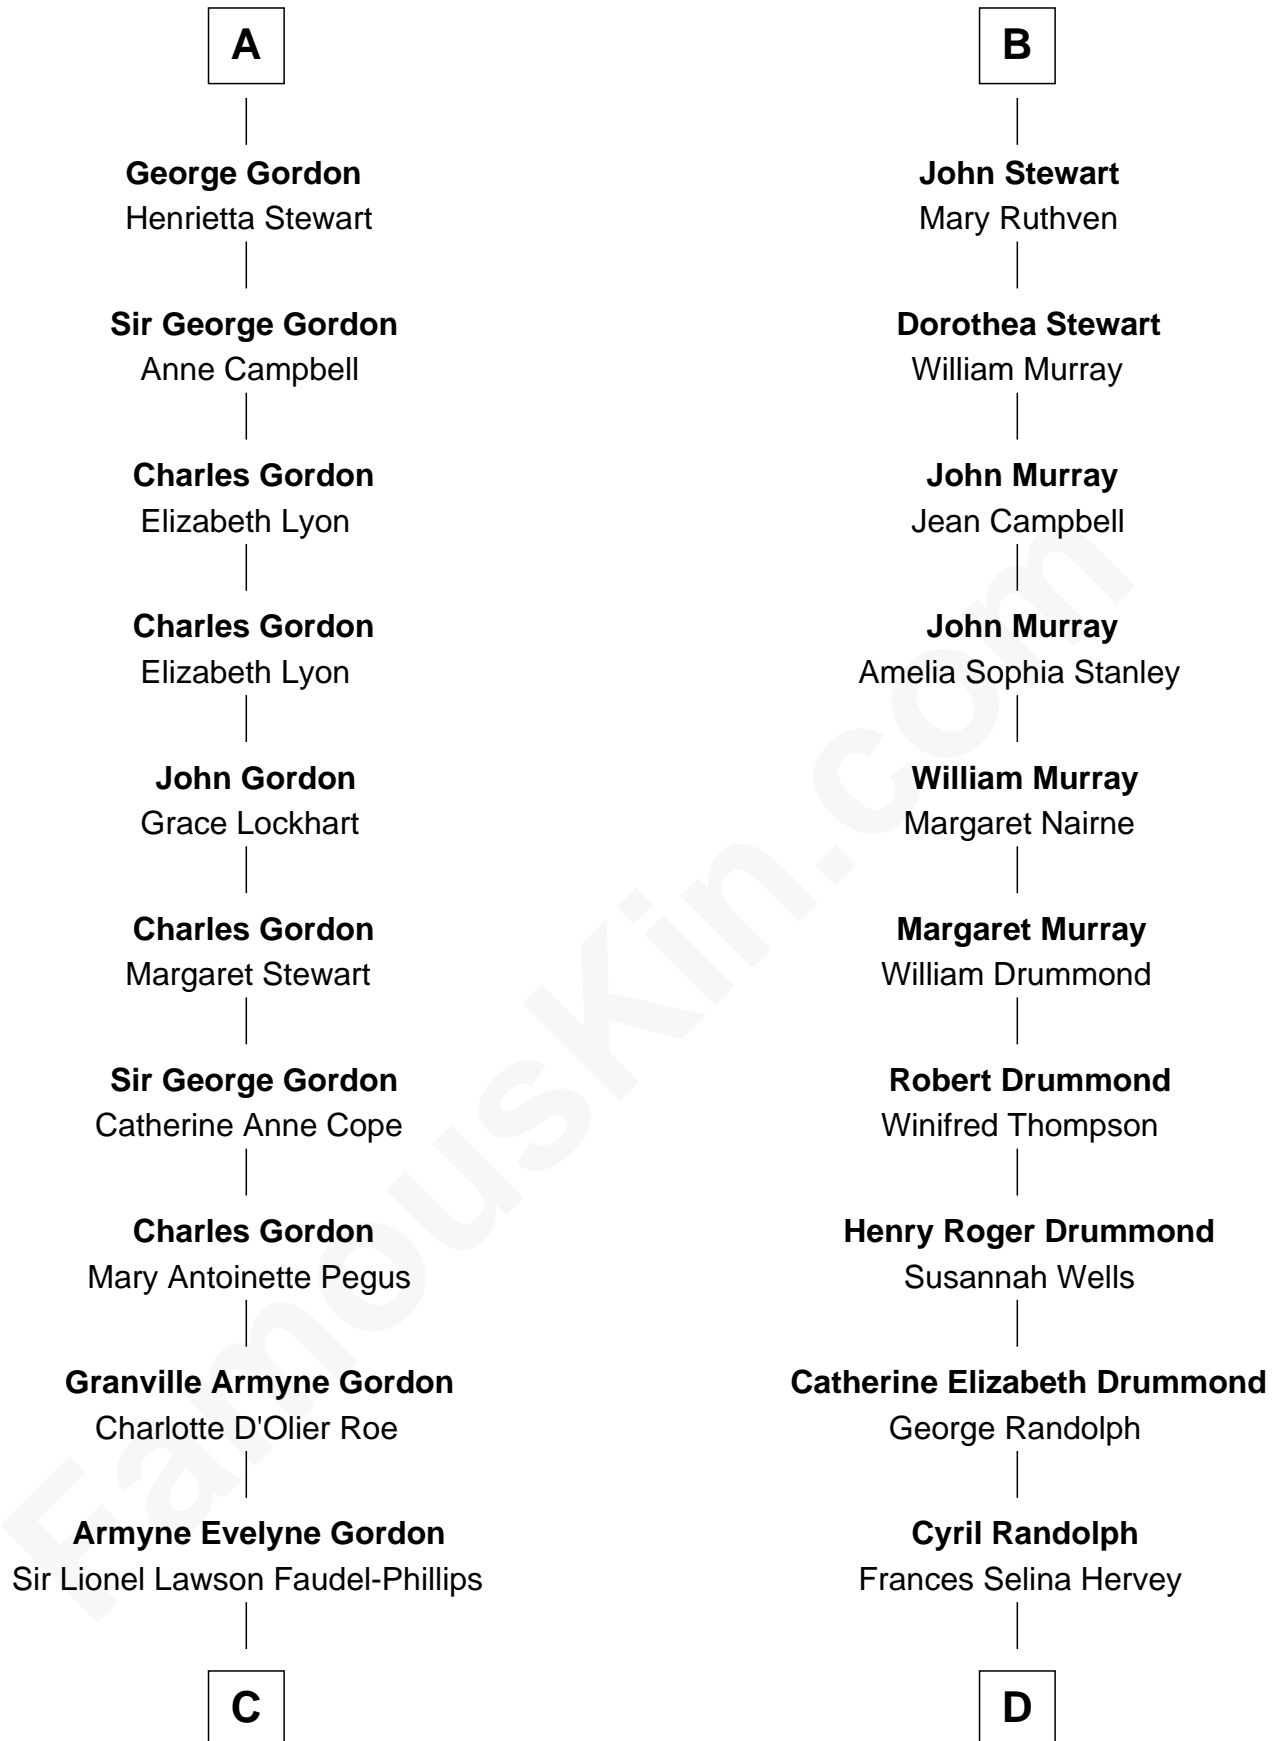 A
George Gordon
Henrietta Stewart
Sir George Gordon
Anne Campbell
Charles Gordon
Elizabeth Lyon
Charles Gordon
Elizabeth Lyon
John Gordon
Grace Lockhart
Charles Gordon
Margaret Stewart
Sir George Gordon
Catherine Anne Cope
Charles Gordon
Mary Antoinette Pegus
Granville Armyne Gordon
Charlotte D'Olier Roe
Armyne Evelyne Gordon
Sir Lionel Lawson Faudel-Phillips
C
B
John Stewart
Mary Ruthven
Dorothea Stewart
William Murray
John Murray
Jean Campbell
John Murray
Amelia Sophia Stanley
William Murray
Margaret Nairne
Margaret Murray
William Drummond
Robert Drummond
Winifred Thompson
Henry Roger Drummond
Susannah Wells
Catherine Elizabeth Drummond
George Randolph
Cyril Randolph
Frances Selina Hervey
D
FamousKin.com